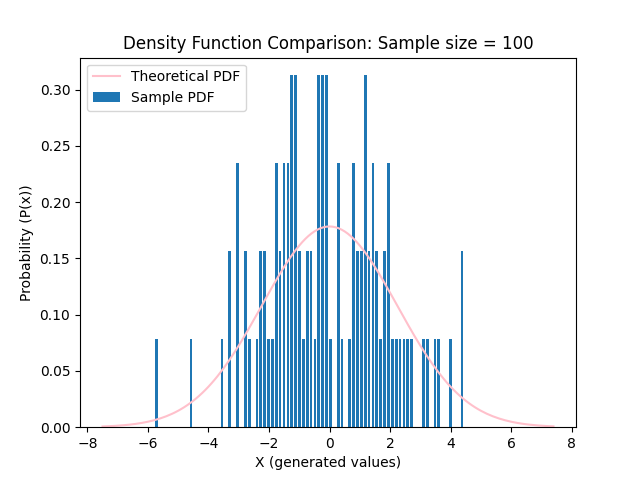 Density Function Comparison: Sample size = 100
Theoretical PDF
Sample PDF
0.30
0.25
0.20
0.15
0.10
0.05
0.00
Probability (P(x))
−8 −6 −4 −2 0 2 4 6 8
X (generated values)